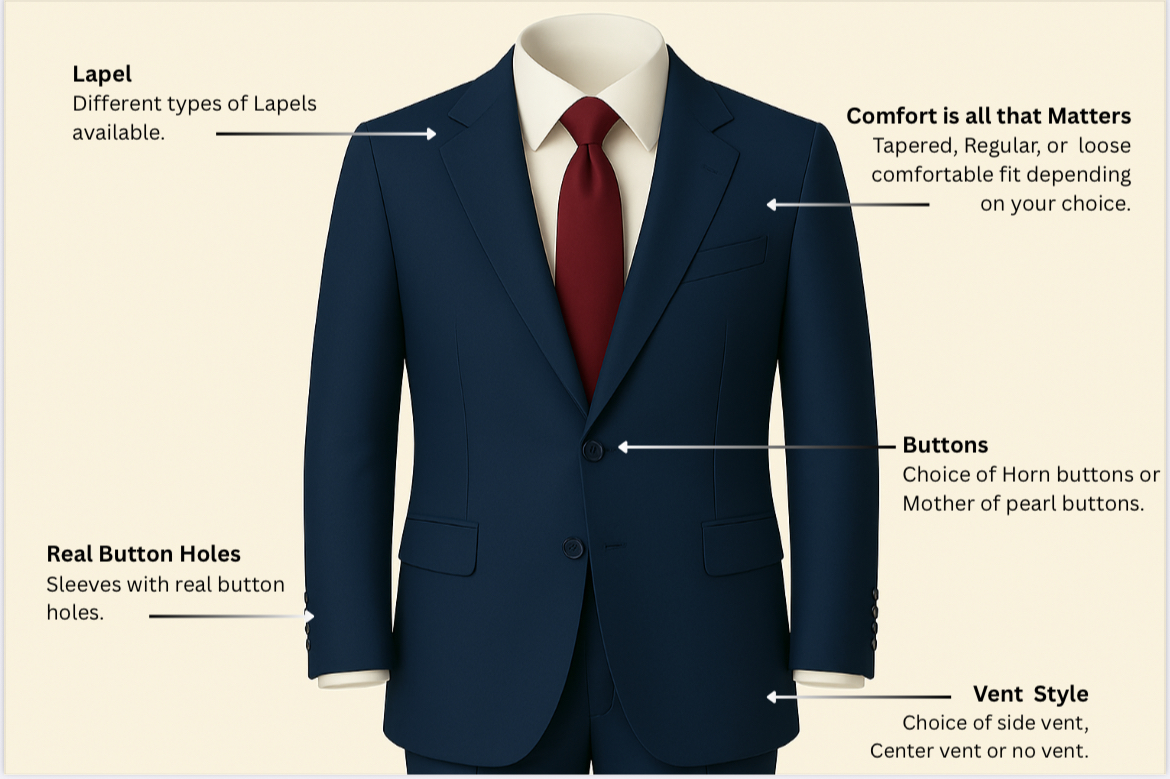 Lapel
Different types of Lapels
available.
Comfort is all that Matters
Tapered, Regular, or  loose
comfortable fit depending
on your choice.
Buttons
Choice of Horn buttons or
Mother of pearl buttons.
Real Button Holes
Sleeves with real button
holes.
Vent  Style
Choice of side vent,
Center vent or no vent.